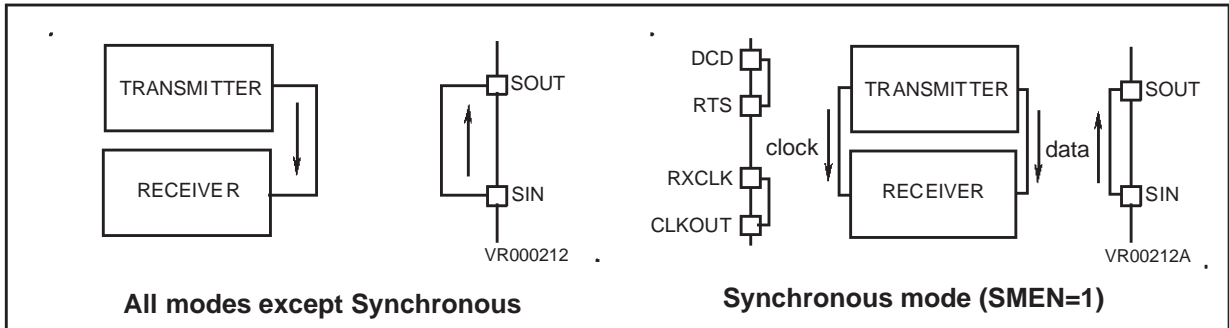 TRANSMITTER
RECEIVER
SOUT
SIN
VR000212
All modes except Synchronous
DCD
RTS
RXCLK
CLKOUT
clock
TRANSMITTER
RECEIVER
data
SOUT
SIN
VR00212A
Synchronous mode (SMEN=1)